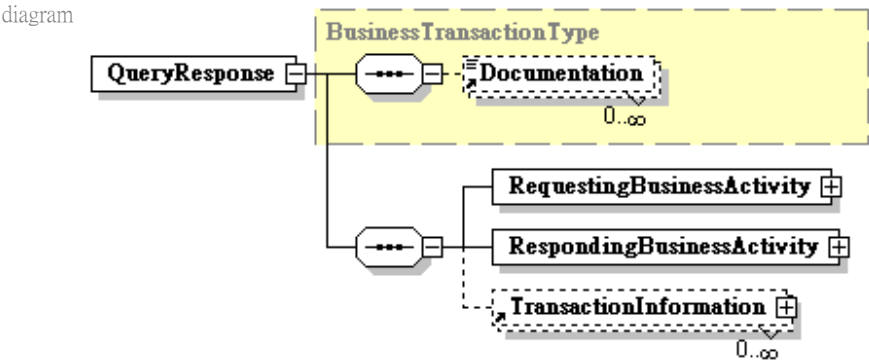 diagram
BusinessTransactionType
QueryResponse
Documentation
0..∞
RequestingBusinessActivity
RespondingBusinessActivity
TransactionInformation
0..∞